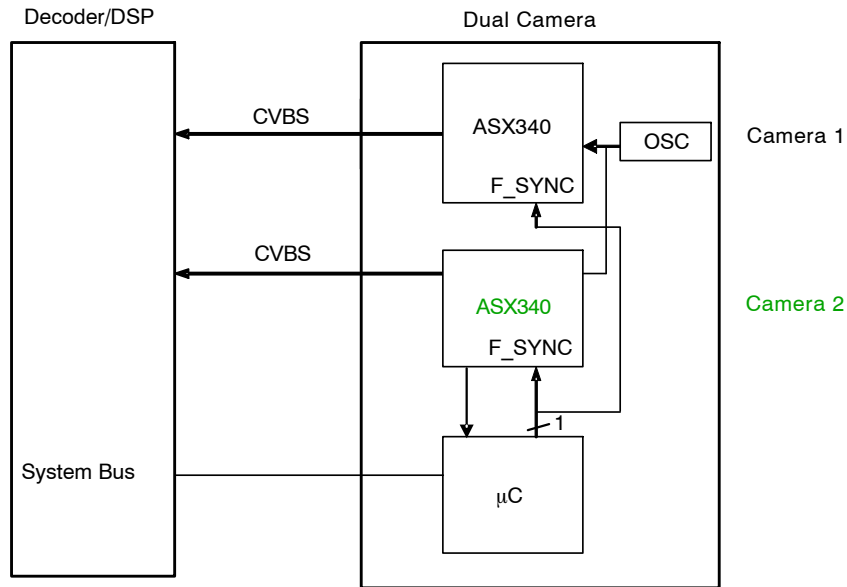 Decoder/DSP
Dual Camera
CVBS
ASX340
OSC
Camera 1
F_SYNC
CVBS
ASX340
Camera 2
F_SYNC
1
System Bus
μC